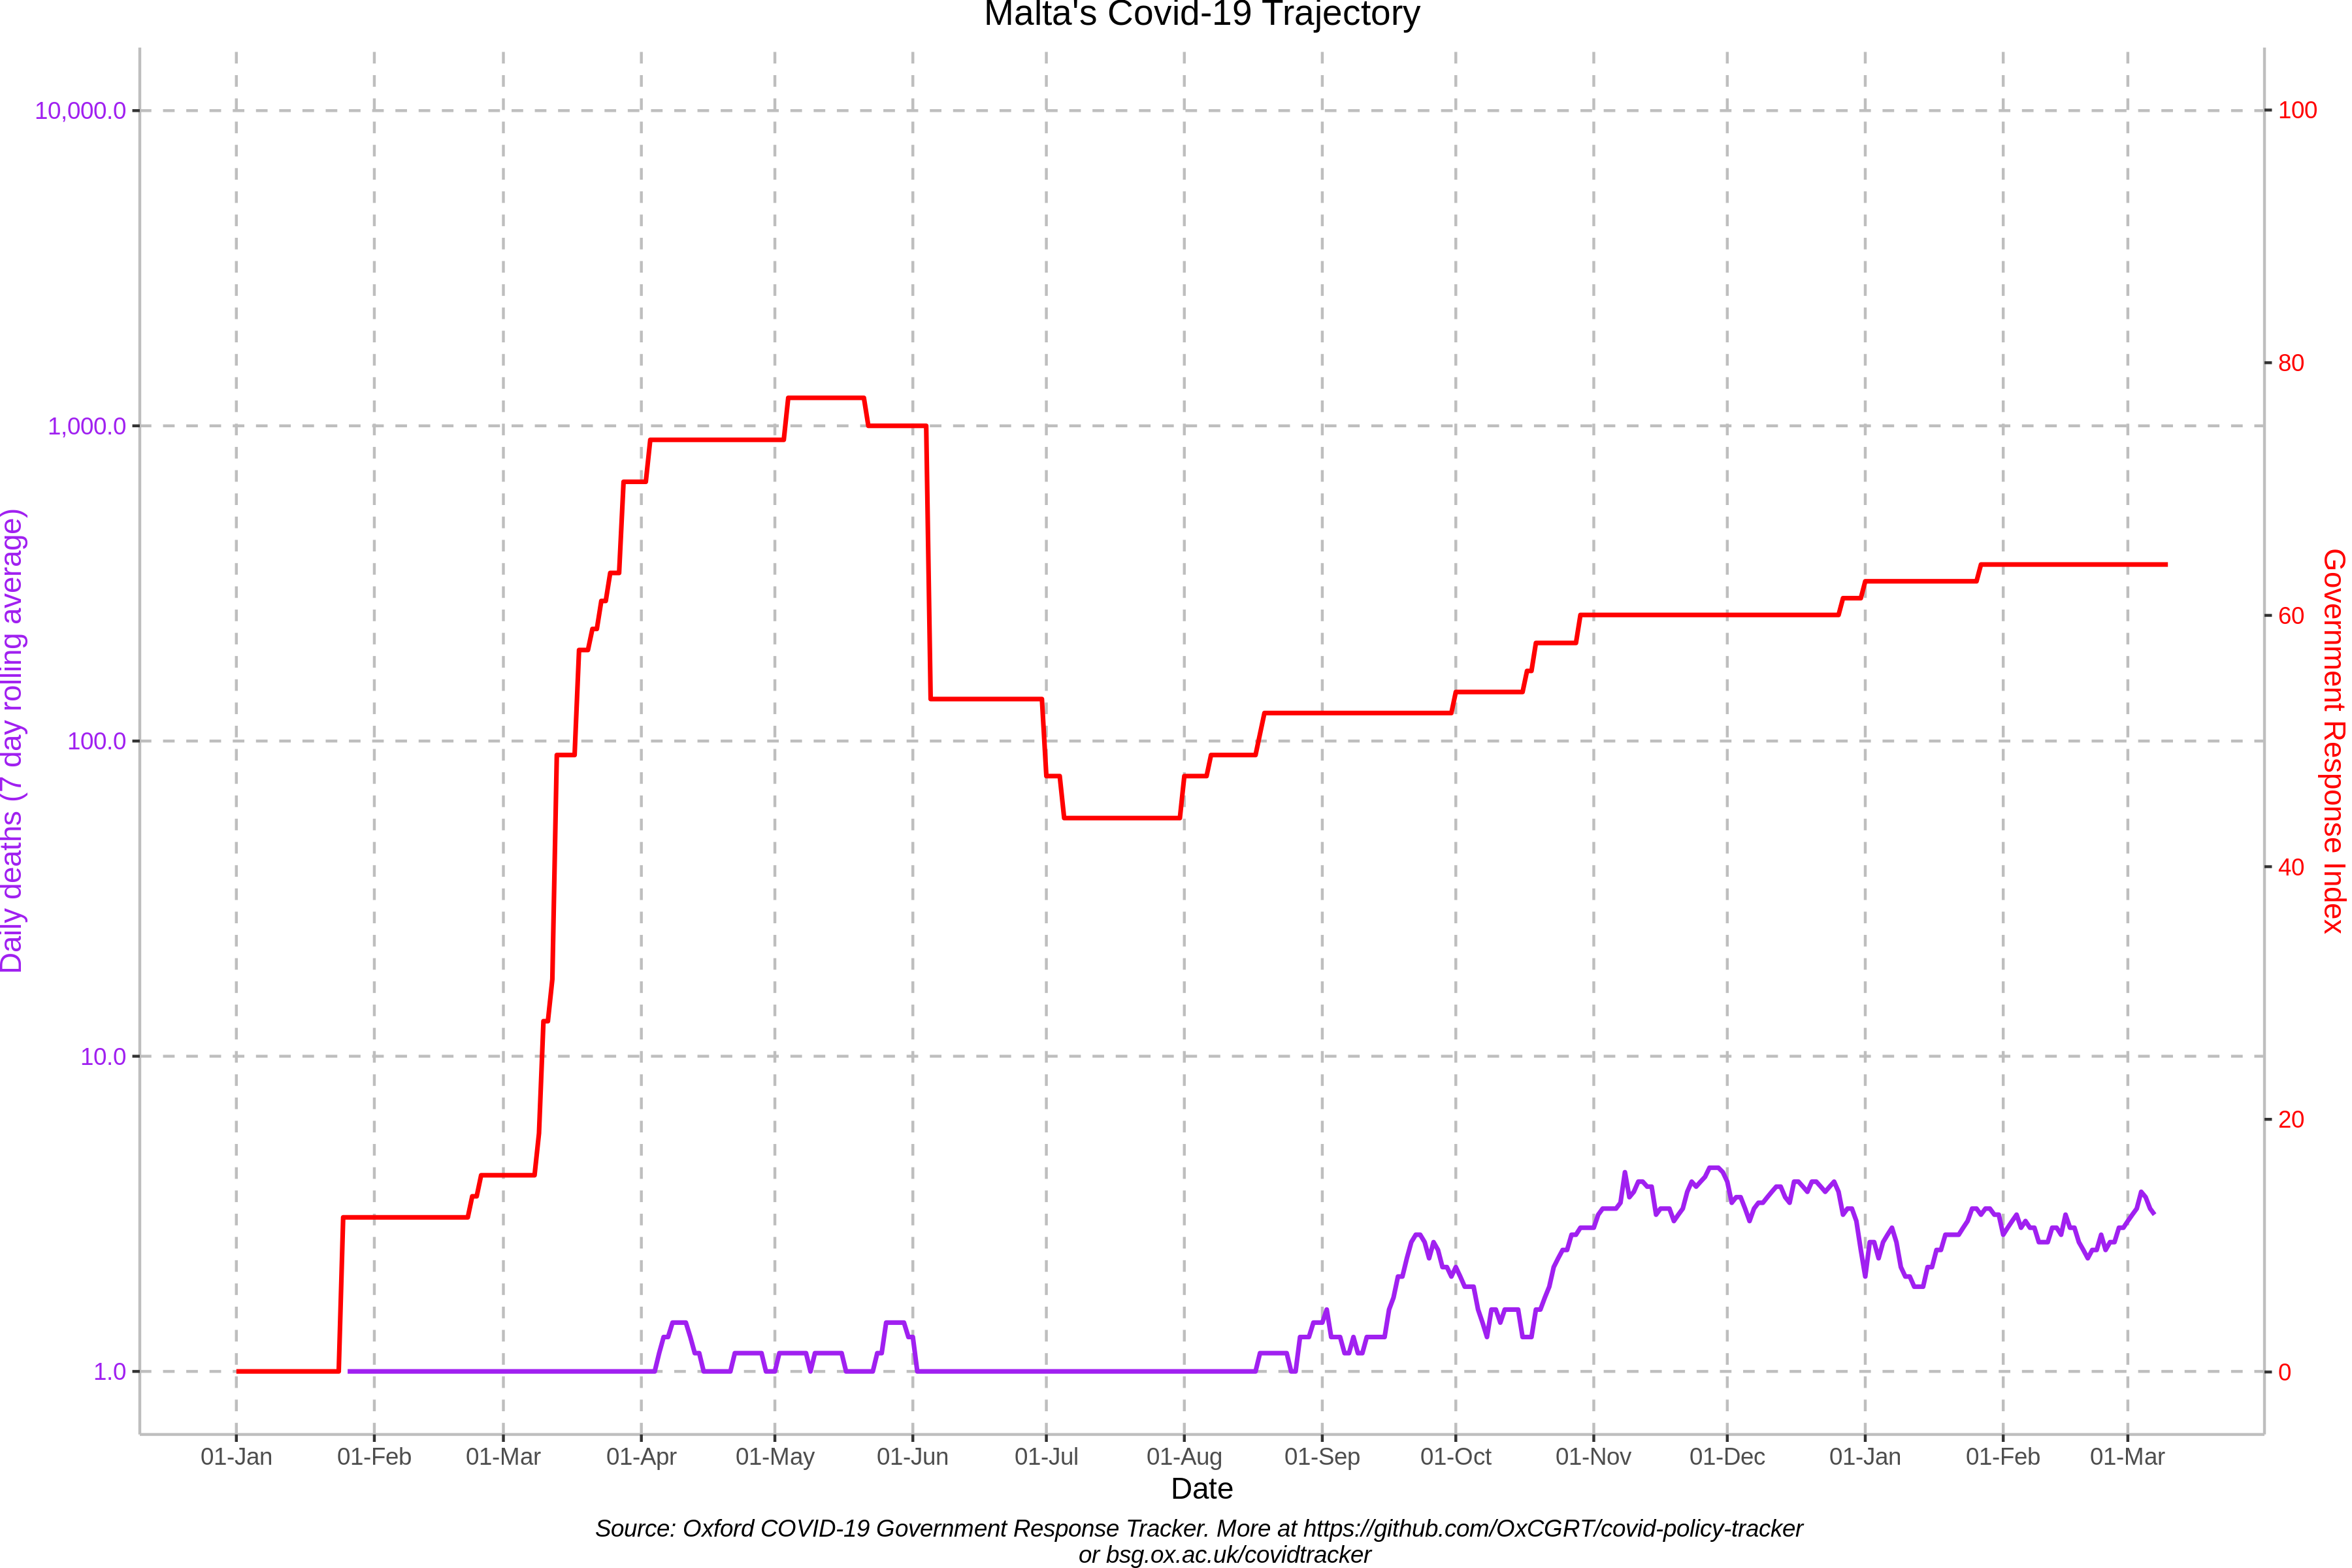 Malta's Covid-19 Trajectory
10,000.0
1,000.0
100.0
10.0
1.0
Daily deaths (7 day rolling average)
100
80
60
40
20
0
Government Response Index
01-Jan 01-Feb 01-Mar 01-Apr 01-May 01-Jun 01-Jul 01-Aug 01-Sep 01-Oct 01-Nov 01-Dec 01-Jan 01-Feb 01-Mar
Date
Source: Oxford COVID-19 Government Response Tracker. More at https://github.com/OxCGRT/covid-policy-tracker
or bsg.ox.ac.uk/covidtracker